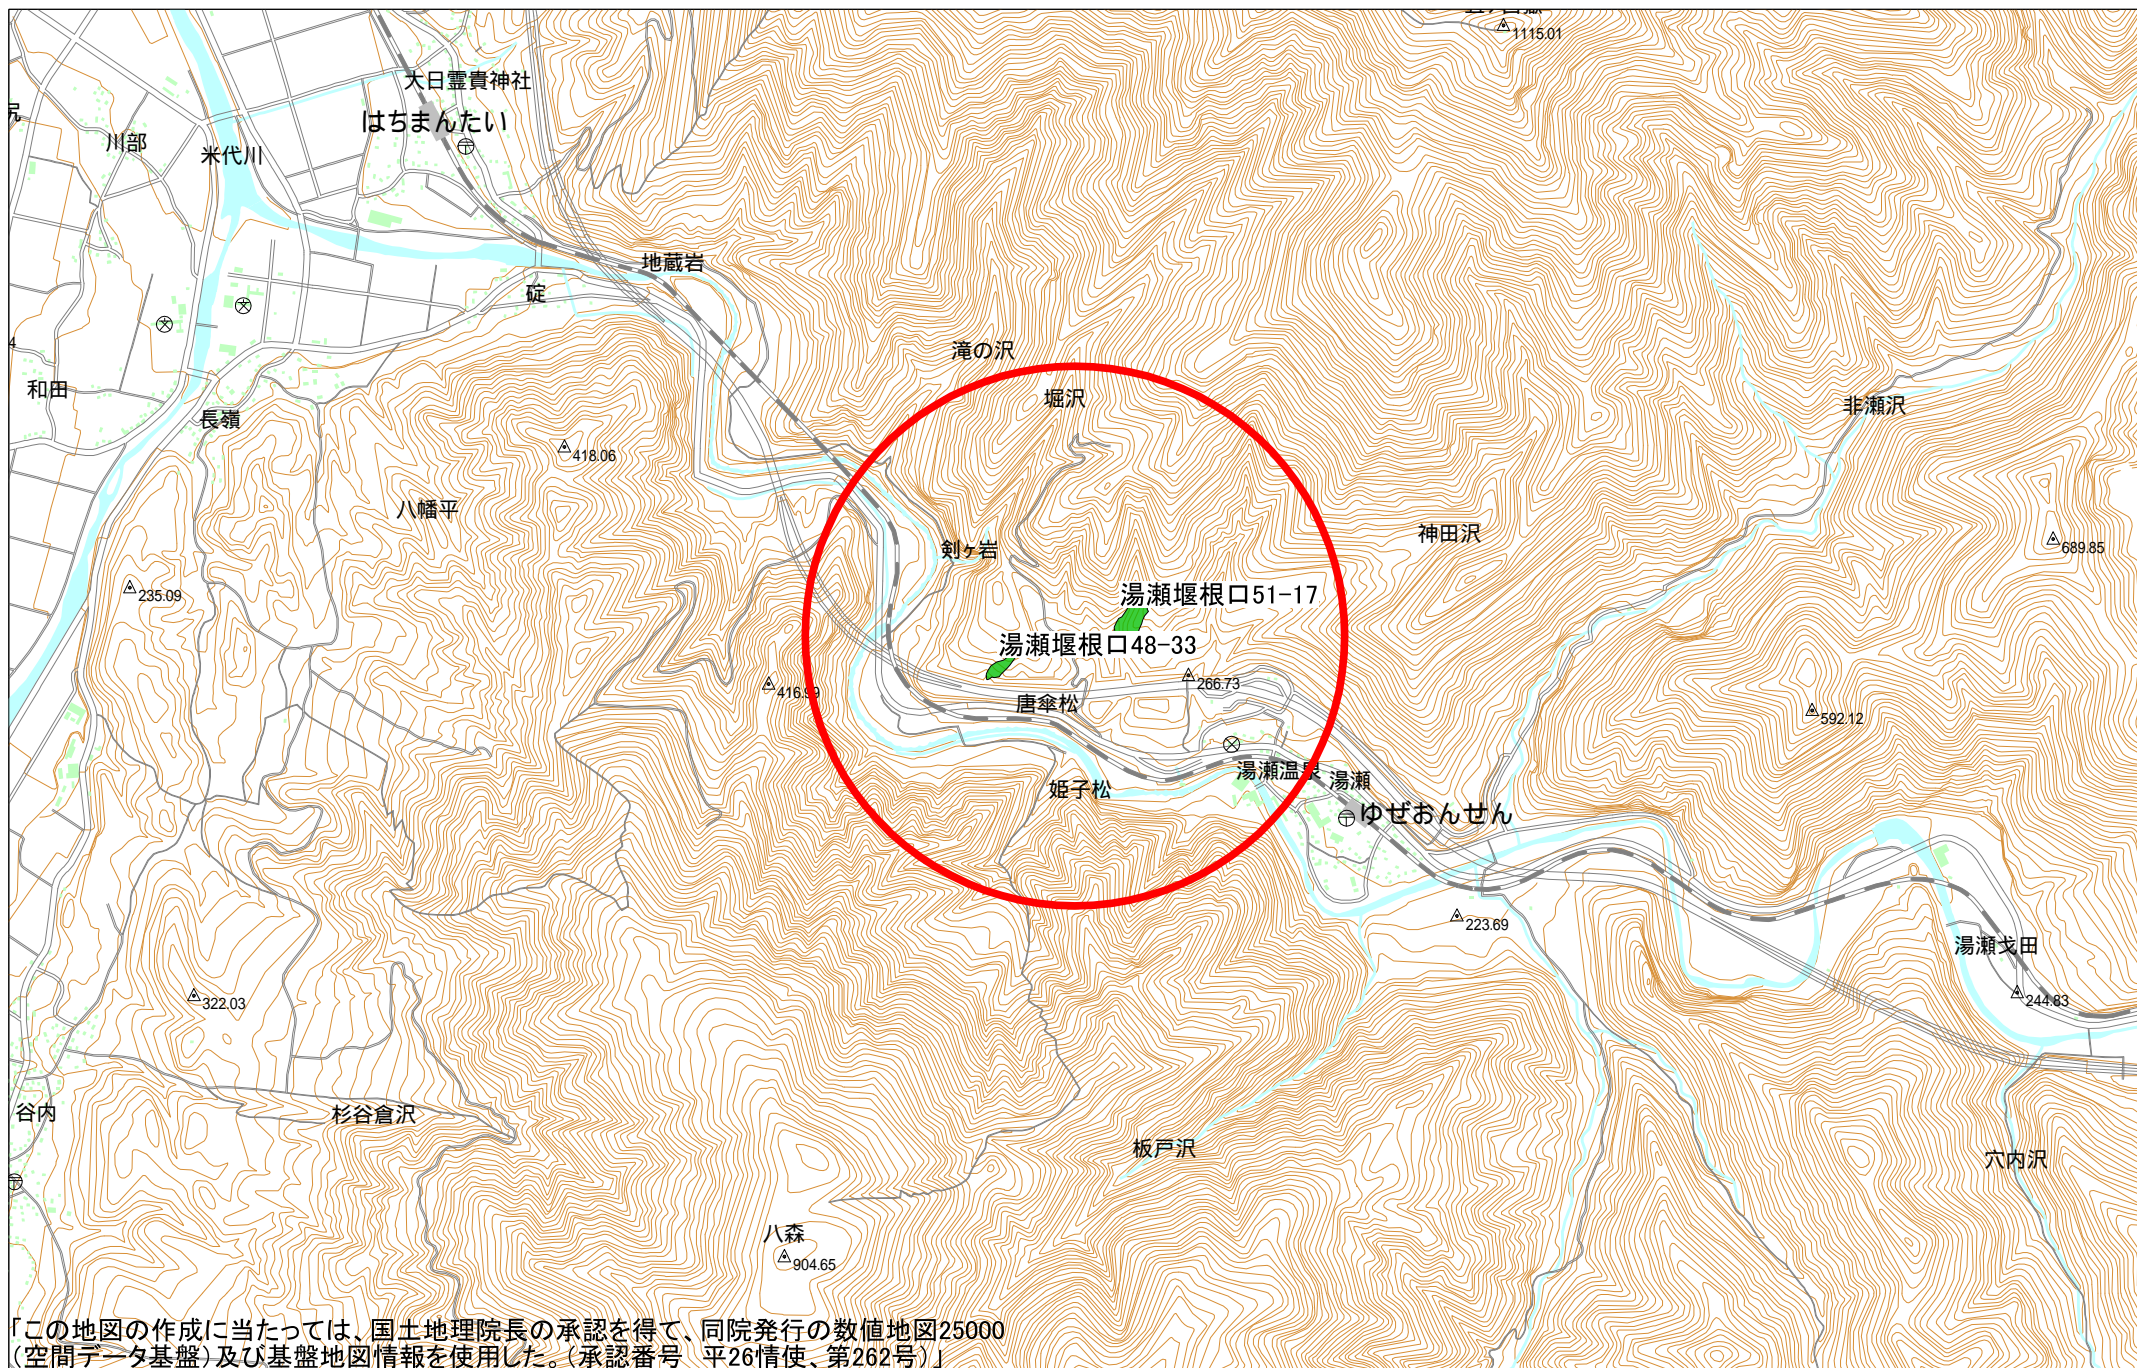 1115.01
大日霊貴神社
はちまんたい
川部
米代川
地蔵岩
碇
滝の沢
和田
堀沢
長嶺
非瀬沢
418.06
八幡平
神田沢
剣ヶ岩
689.85
235.09
湯瀬堰根口51-17
湯瀬堰根口48-33
416.99
266.73
唐傘松
592.12
湯瀬温泉
湯瀬
姫子松
ゆぜおんせん
223.69
湯瀬戈田
322.03
244.83
谷内
杉谷倉沢
板戸沢
穴内沢
八森
904.65
「この地図の作成に当たっては、国土地理院長の承認を得て、同院発行の数値地図25000
(空間データ基盤)及び基盤地図情報を使用した。(承認番号　平26情使、第262号)」